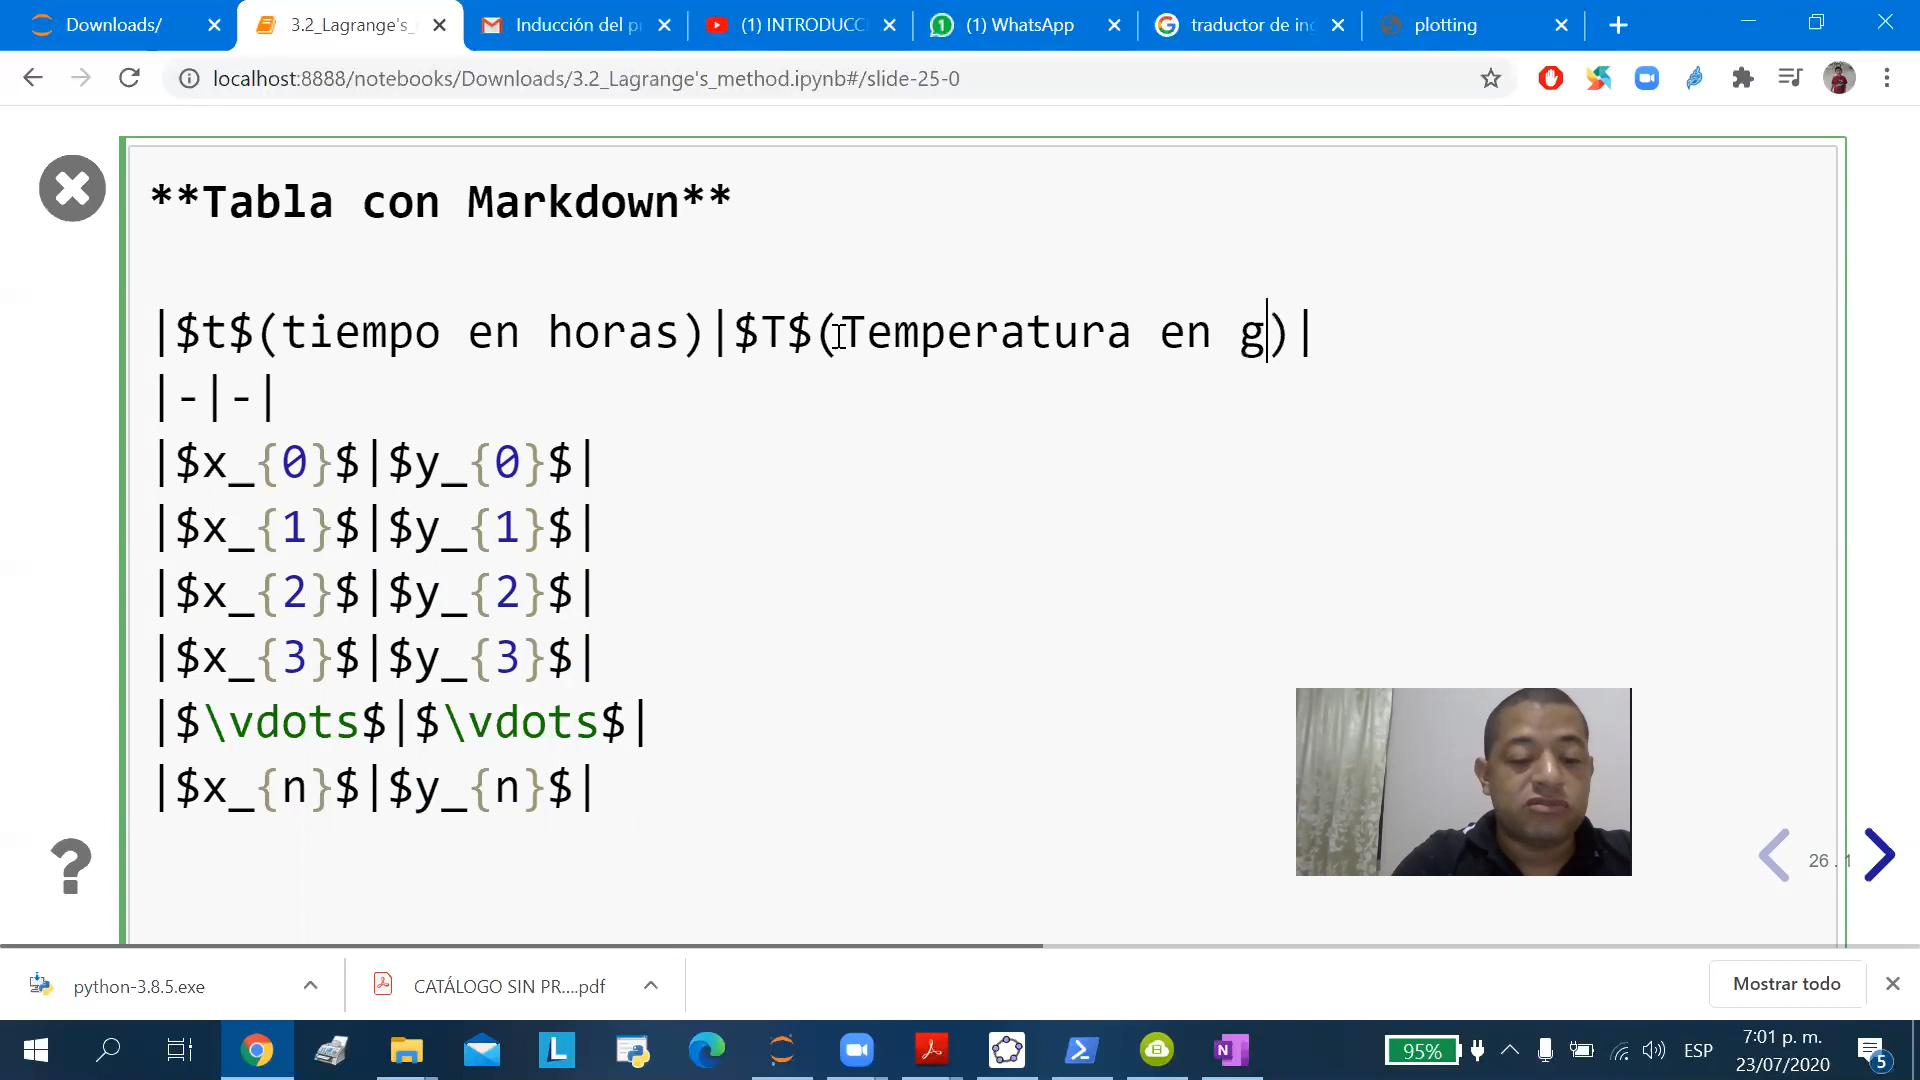 Downloads/
3.2_Lagrange's_
Inducción del p
(1) INTRODUCC
(1) WhatsApp
traductor de in
plotting
localhost:8888/notebooks/Downloads/3.2_Lagrange's_method.ipynb#/slide-25-0
**Tabla con Markdown**
|$t$(tiempo en horas)|$T$(Temperatura en g)|
|-|-|
|$x_{0}$|$y_{0}$|
|$x_{1}$|$y_{1}$|
|$x_{2}$|$y_{2}$|
|$x_{3}$|$y_{3}$|
|$\vdots$|$\vdots$|
|$x_{n}$|$y_{n}$|
26 . 1
python-3.8.5.exe
CATÁLOGO SIN PR....pdf
Mostrar todo
95%
ESP
7:01 p. m.
23/07/2020
5